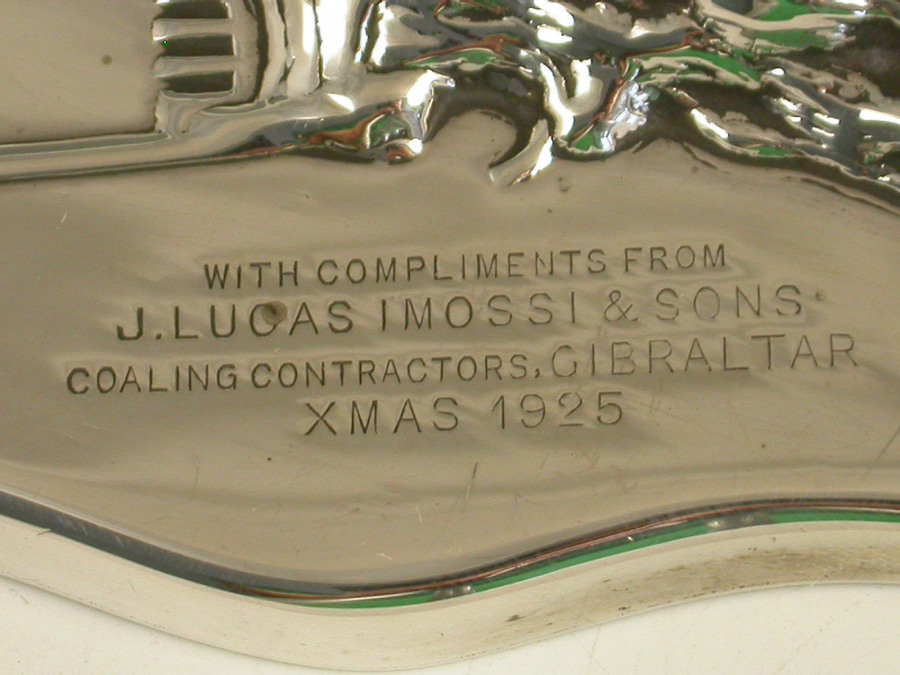 WITH COMPLIMENTS FROM
J. LUCAS IMOSSI & SONS
COALING CONTRACTORS, GIBRALTAR
XMAS 1925